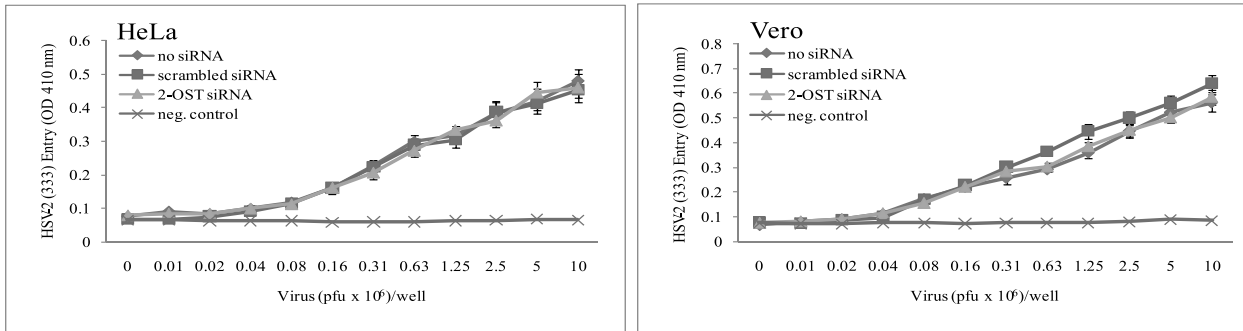 HeLa
no siRNA
scrambled siRNA
2-OST siRNA
neg. control
HSV-2 (333) Entry (OD 410 nm)
0.6
0.5
0.4
0.3
0.2
0.1
0
0 0.01 0.02 0.04 0.08 0.16 0.31 0.63 1.25 2.5 5 10
Virus (pfu x 10⁶)/well
Vero
no siRNA
scrambled siRNA
2-OST siRNA
neg. control
HSV-2 (333) Entry (OD 410 nm)
0.8
0.7
0.6
0.5
0.4
0.3
0.2
0.1
0
0 0.01 0.02 0.04 0.08 0.16 0.31 0.63 1.25 2.5 5 10
Virus (pfu x 10⁶)/well